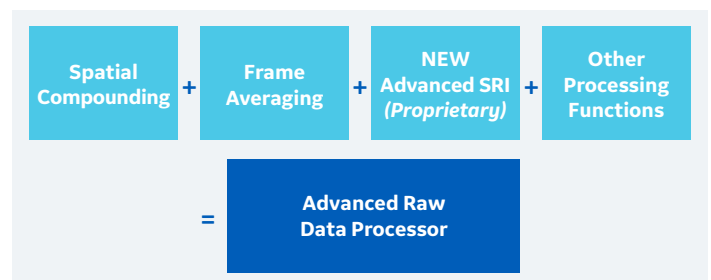 Spatial
Compounding
+
Frame
Averaging
+
NEW
Advanced SRI
(Proprietary)
+
Other
Processing
Functions
=
Advanced Raw
Data Processor